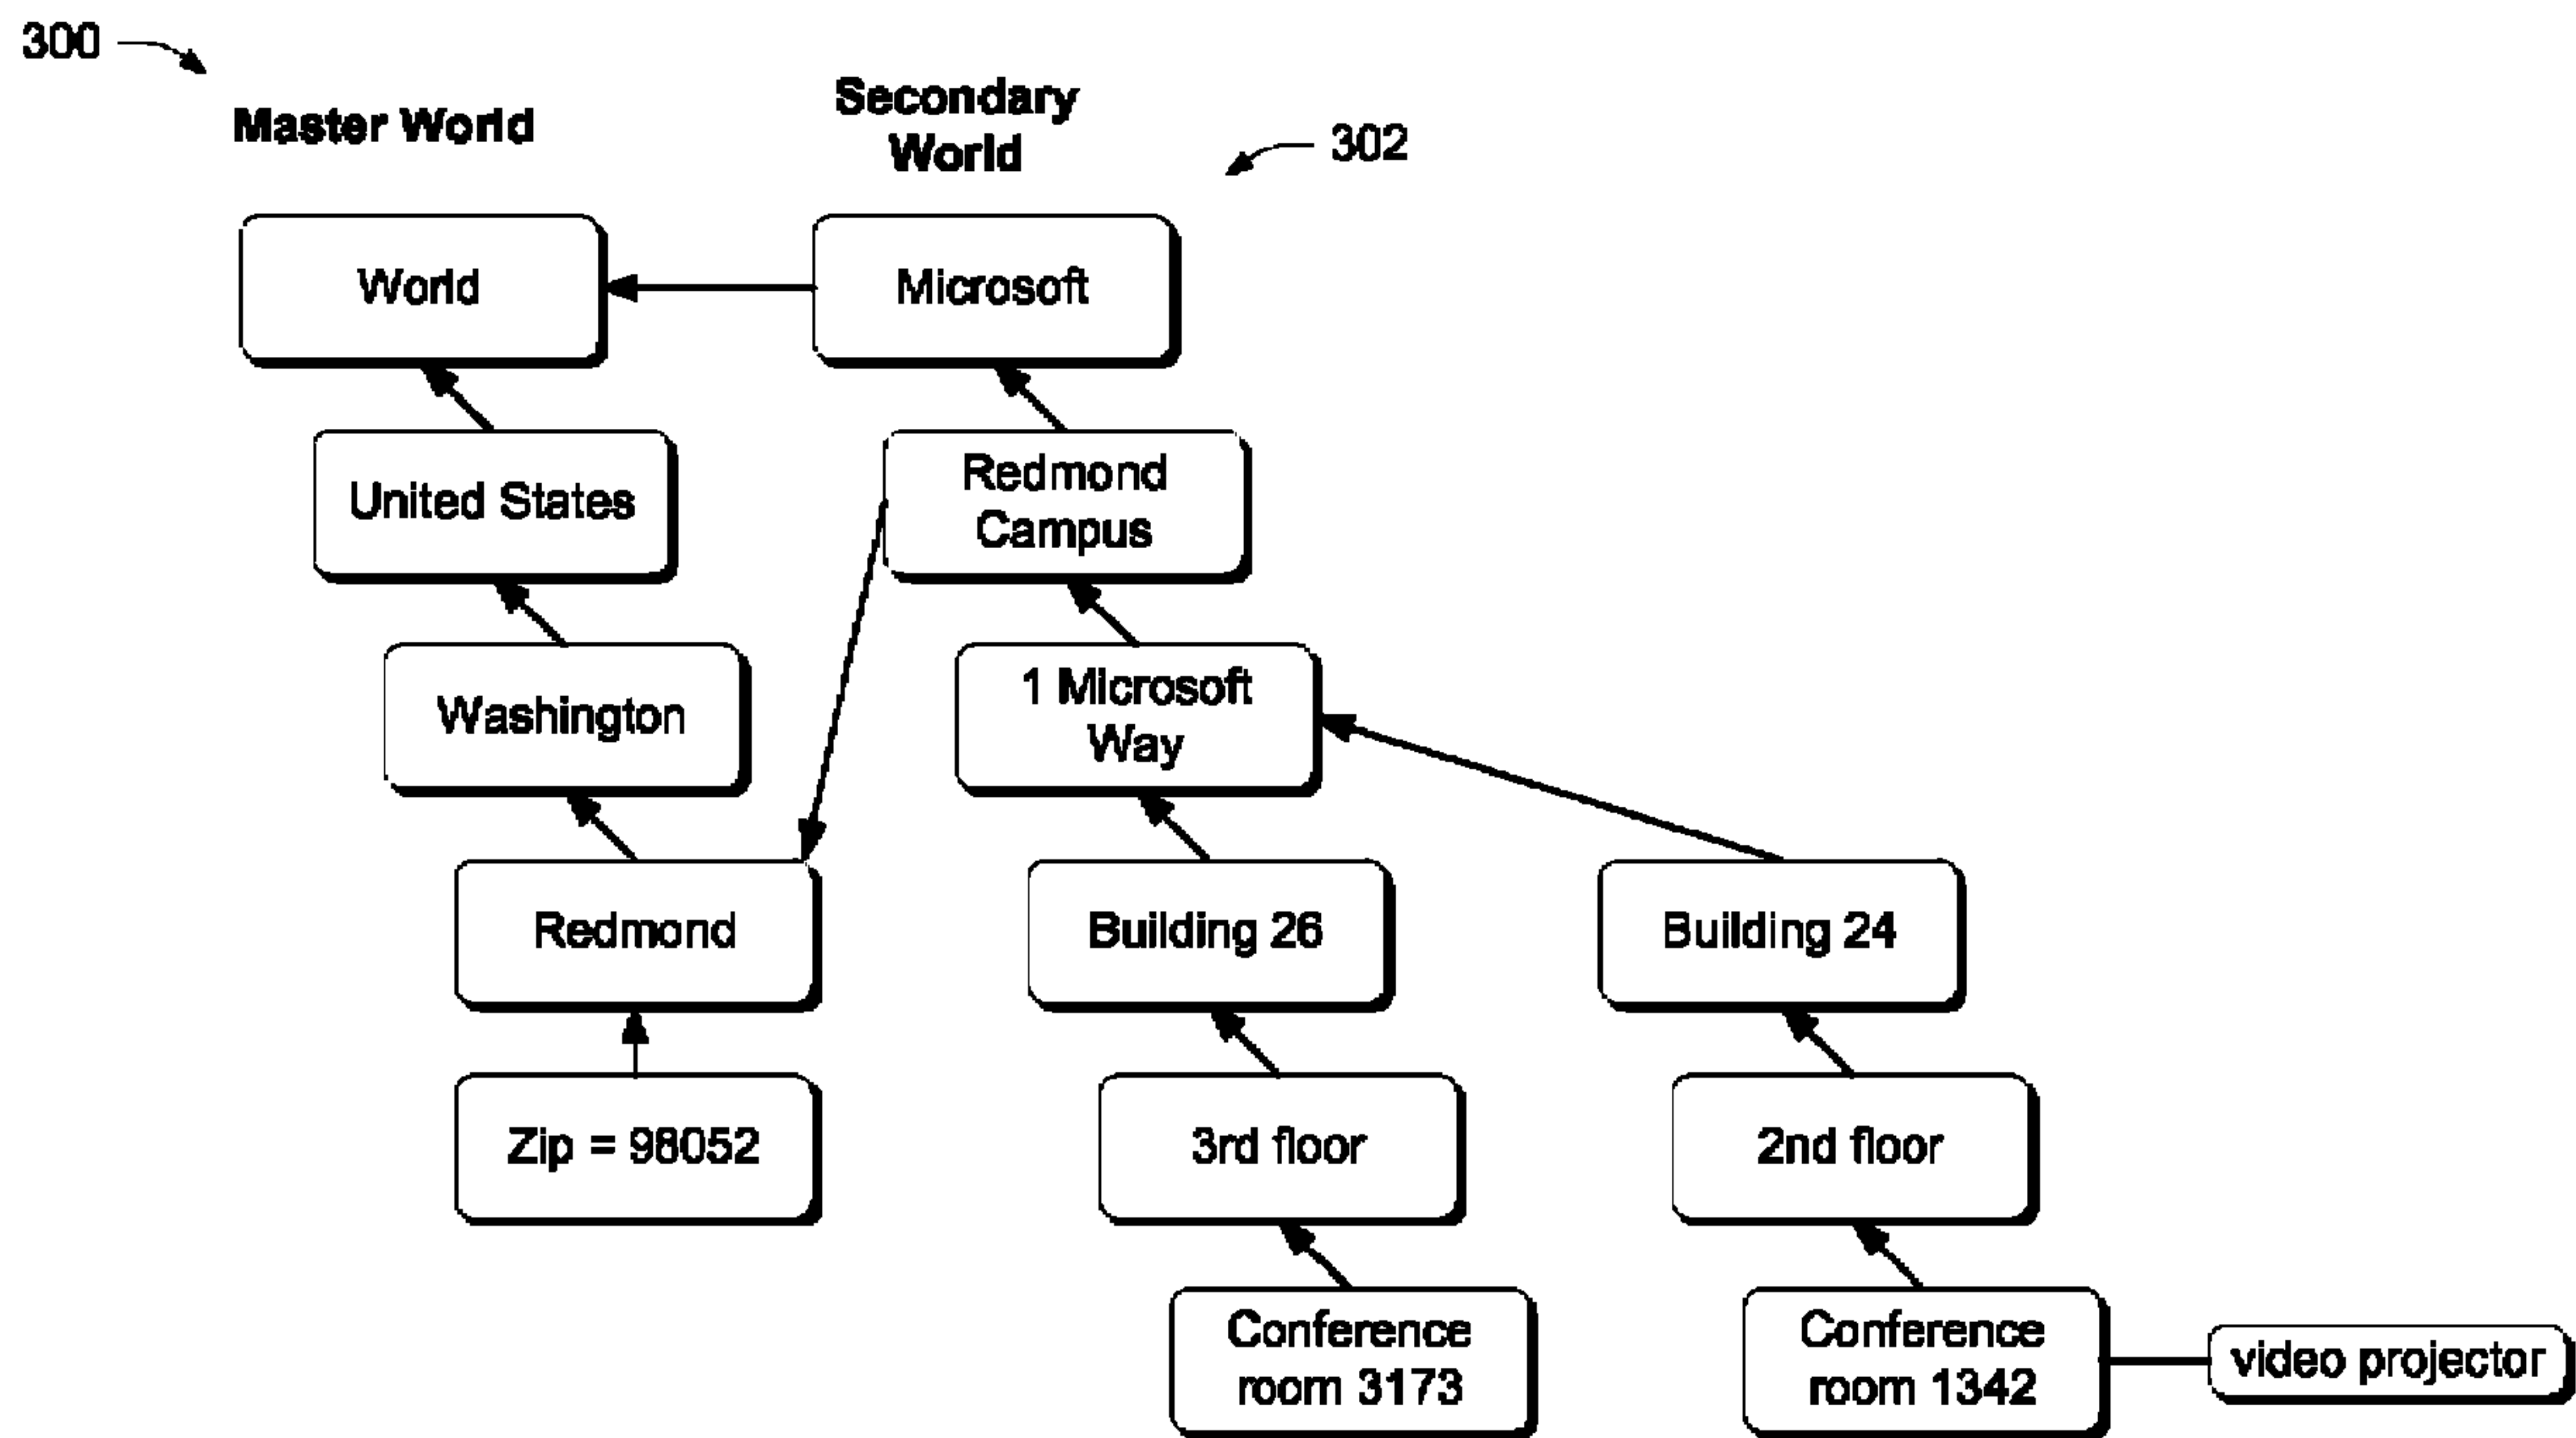 300
Master World
Secondary
World
302
World
Microsoft
United States
Redmond
Campus
Washington
1 Microsoft
Way
Redmond
Building 26
Building 24
Zip = 98052
3rd floor
2nd floor
Conference
room 3173
Conference
room 1342
video projector